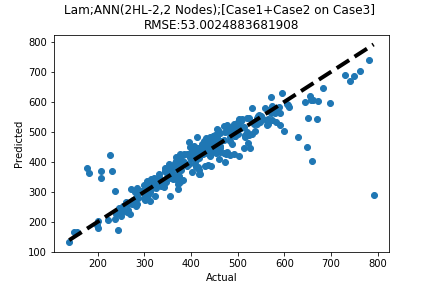 Lam;ANN(2HL-2,2 Nodes);[Case1+Case2 on Case3]
RMSE:53.0024883681908
800
700
600
500
400
300
200
100
Predicted
200 300 400 500 600 700 800
Actual